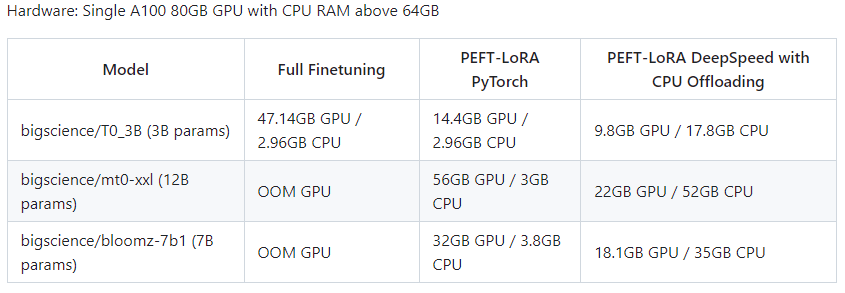 Hardware: Single A100 80GB GPU with CPU RAM above 64GB
Model
Full Finetuning
PEFT-LoRA
PyTorch
PEFT-LoRA DeepSpeed with
CPU Offloading
bigscience/T0_3B (3B params)
47.14GB GPU /
2.96GB CPU
14.4GB GPU /
2.96GB CPU
9.8GB GPU / 17.8GB CPU
bigscience/mt0-xxl (12B
params)
OOM GPU
56GB GPU / 3GB
CPU
22GB GPU / 52GB CPU
bigscience/bloomz-7b1 (7B
params)
OOM GPU
32GB GPU / 3.8GB
CPU
18.1GB GPU / 35GB CPU